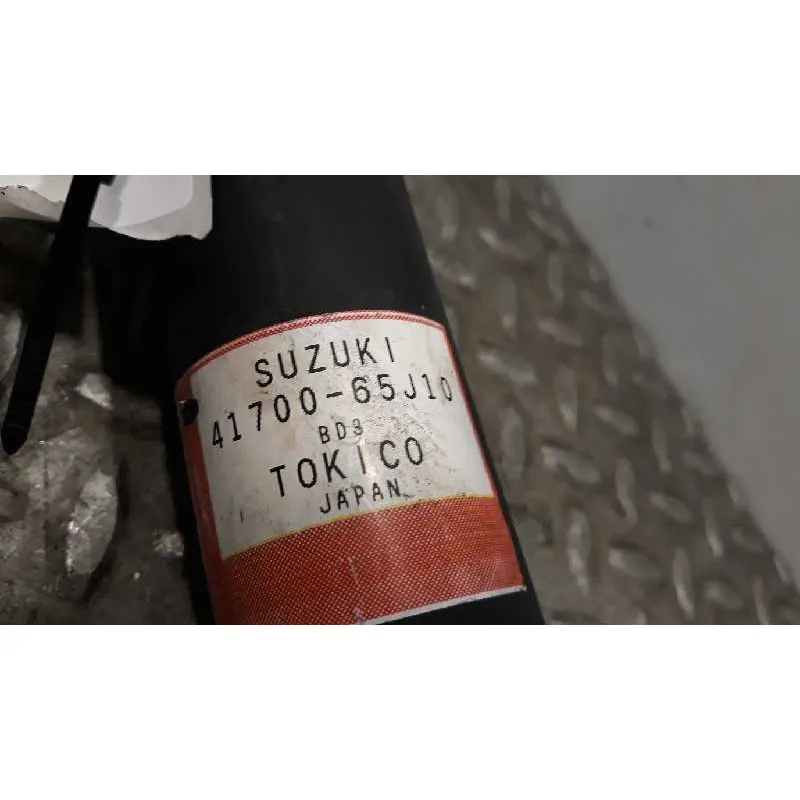 SUZUKI
41700-65J10
BD3
TOKICO
JAPAN